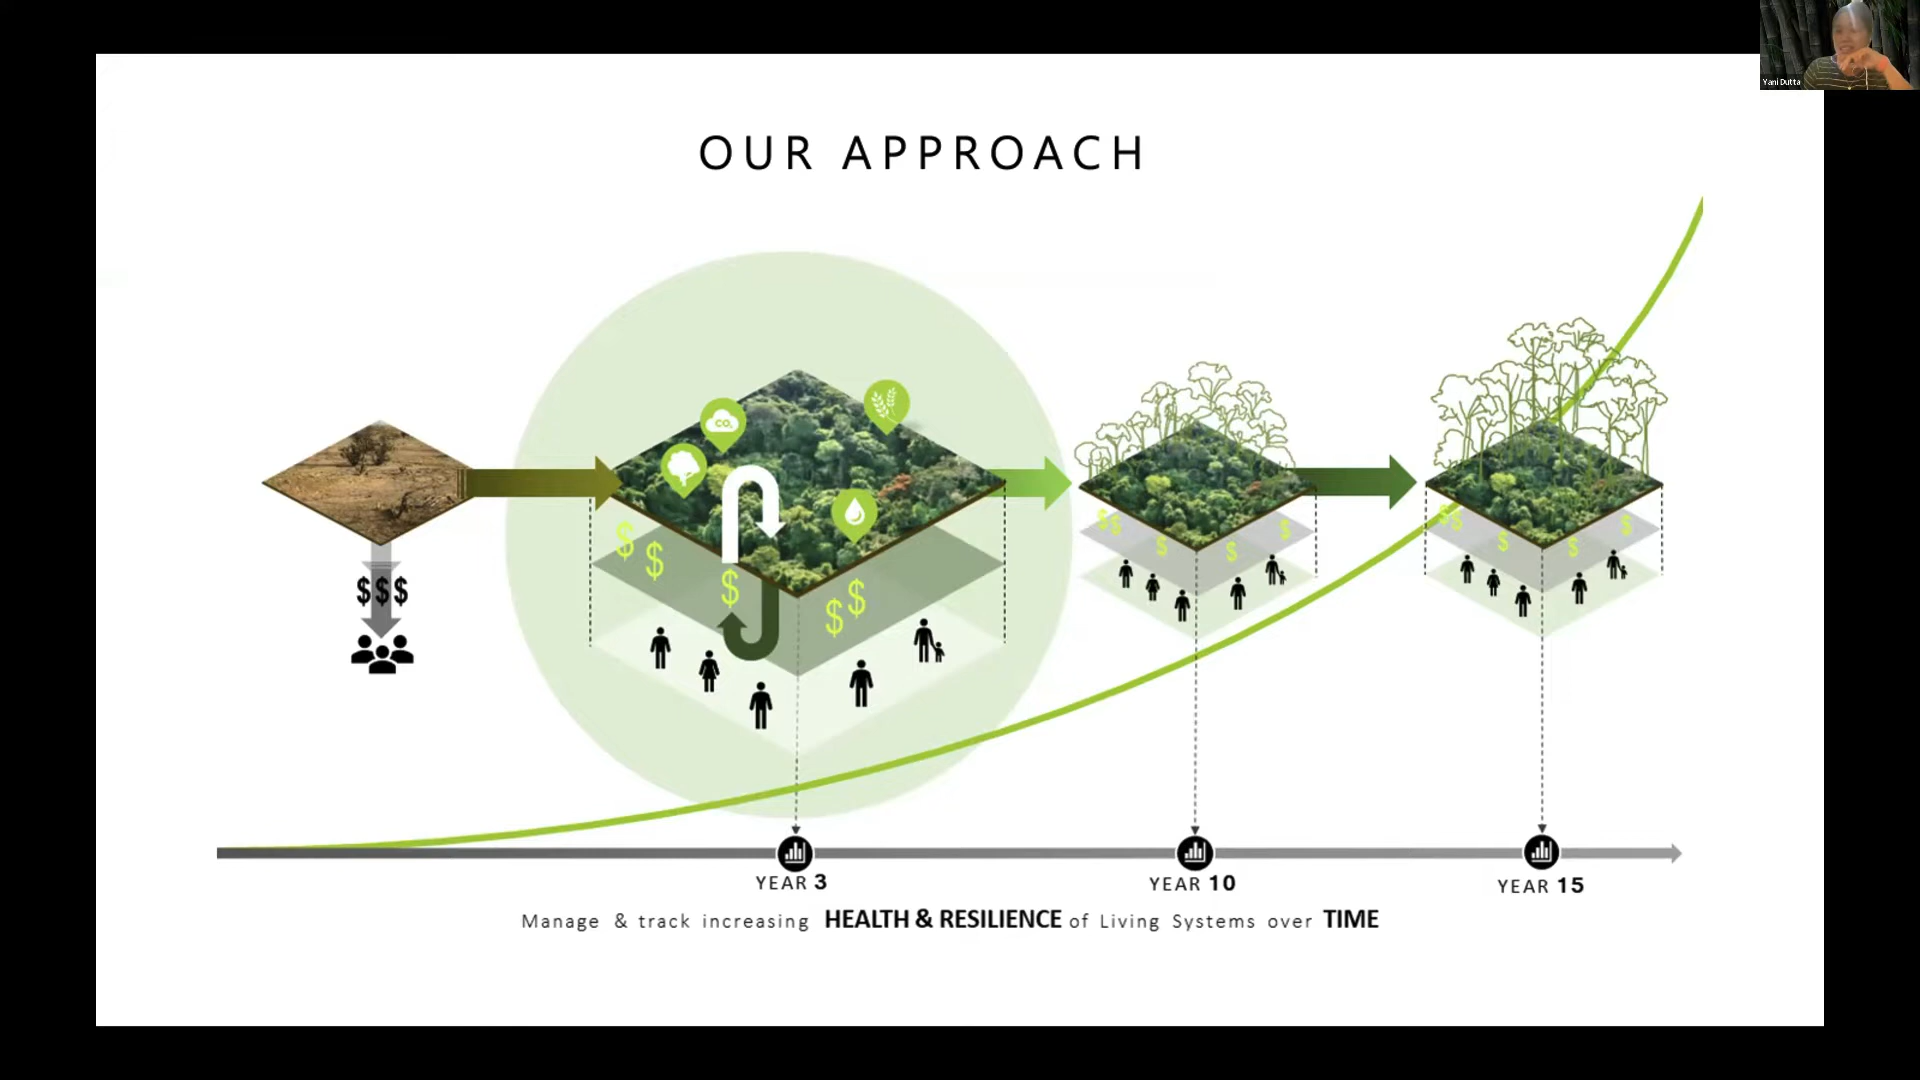 Yani Dutta
OUR APPROACH
CO₂
$$$
$ $ $ $ $
$ $ $ $ $
$ $ $ $ $
YEAR 3
YEAR 10
YEAR 15
Manage & track increasing HEALTH & RESILIENCE of Living Systems over TIME